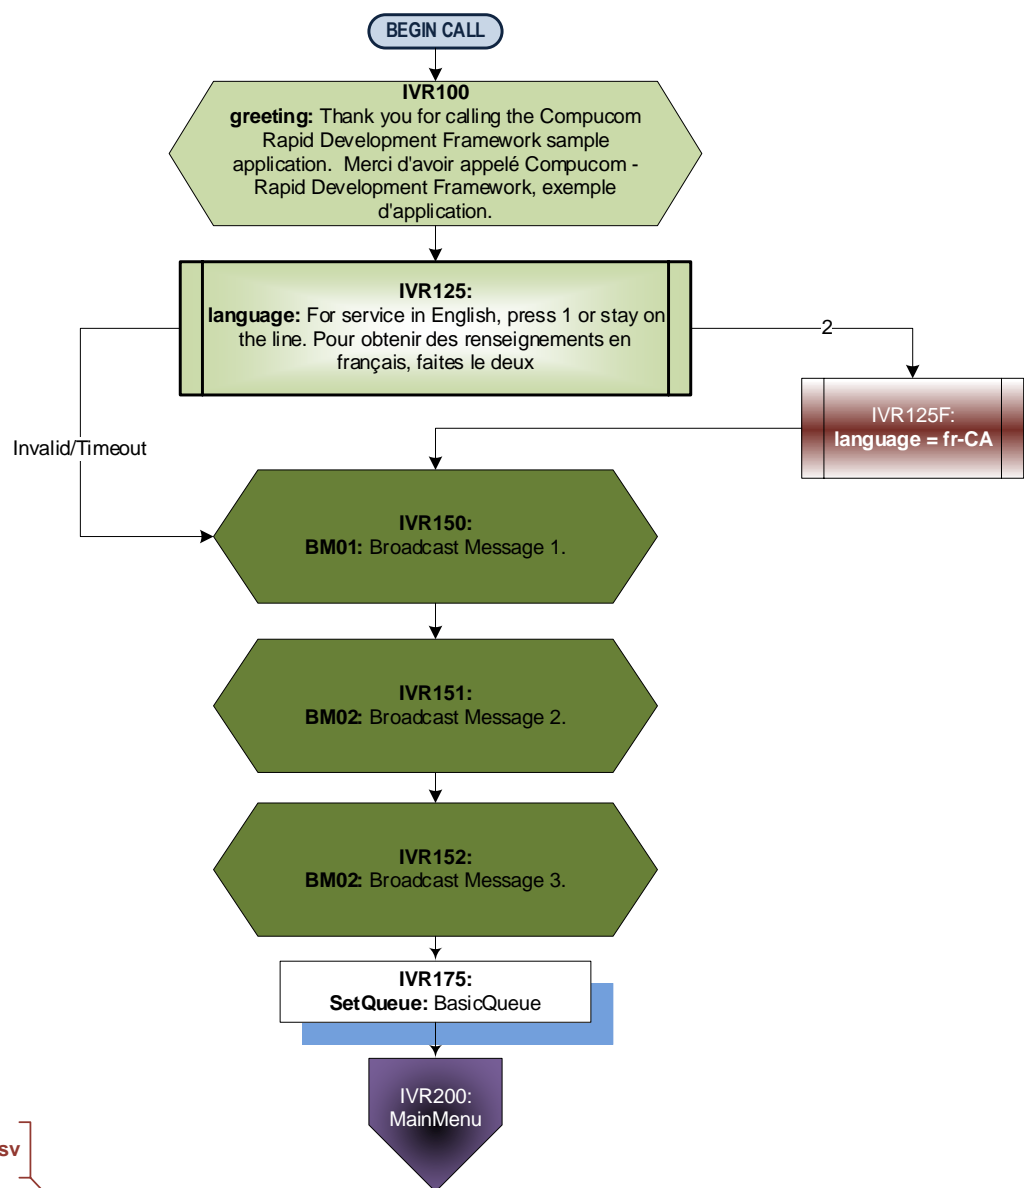 BEGIN CALL
IVR100
greeting: Thank you for calling the Compucom
Rapid Development Framework sample
application.  Merci d'avoir appelé Compucom -
Rapid Development Framework, exemple
d'application.
IVR125:
language: For service in English, press 1 or stay on
the line. Pour obtenir des renseignements en
français, faites le deux
2
IVR125F:
language = fr-CA
Invalid/Timeout
IVR150:
BM01: Broadcast Message 1.
IVR151:
BM02: Broadcast Message 2.
IVR152:
BM02: Broadcast Message 3.
IVR175:
SetQueue: BasicQueue
IVR200:
MainMenu
sv